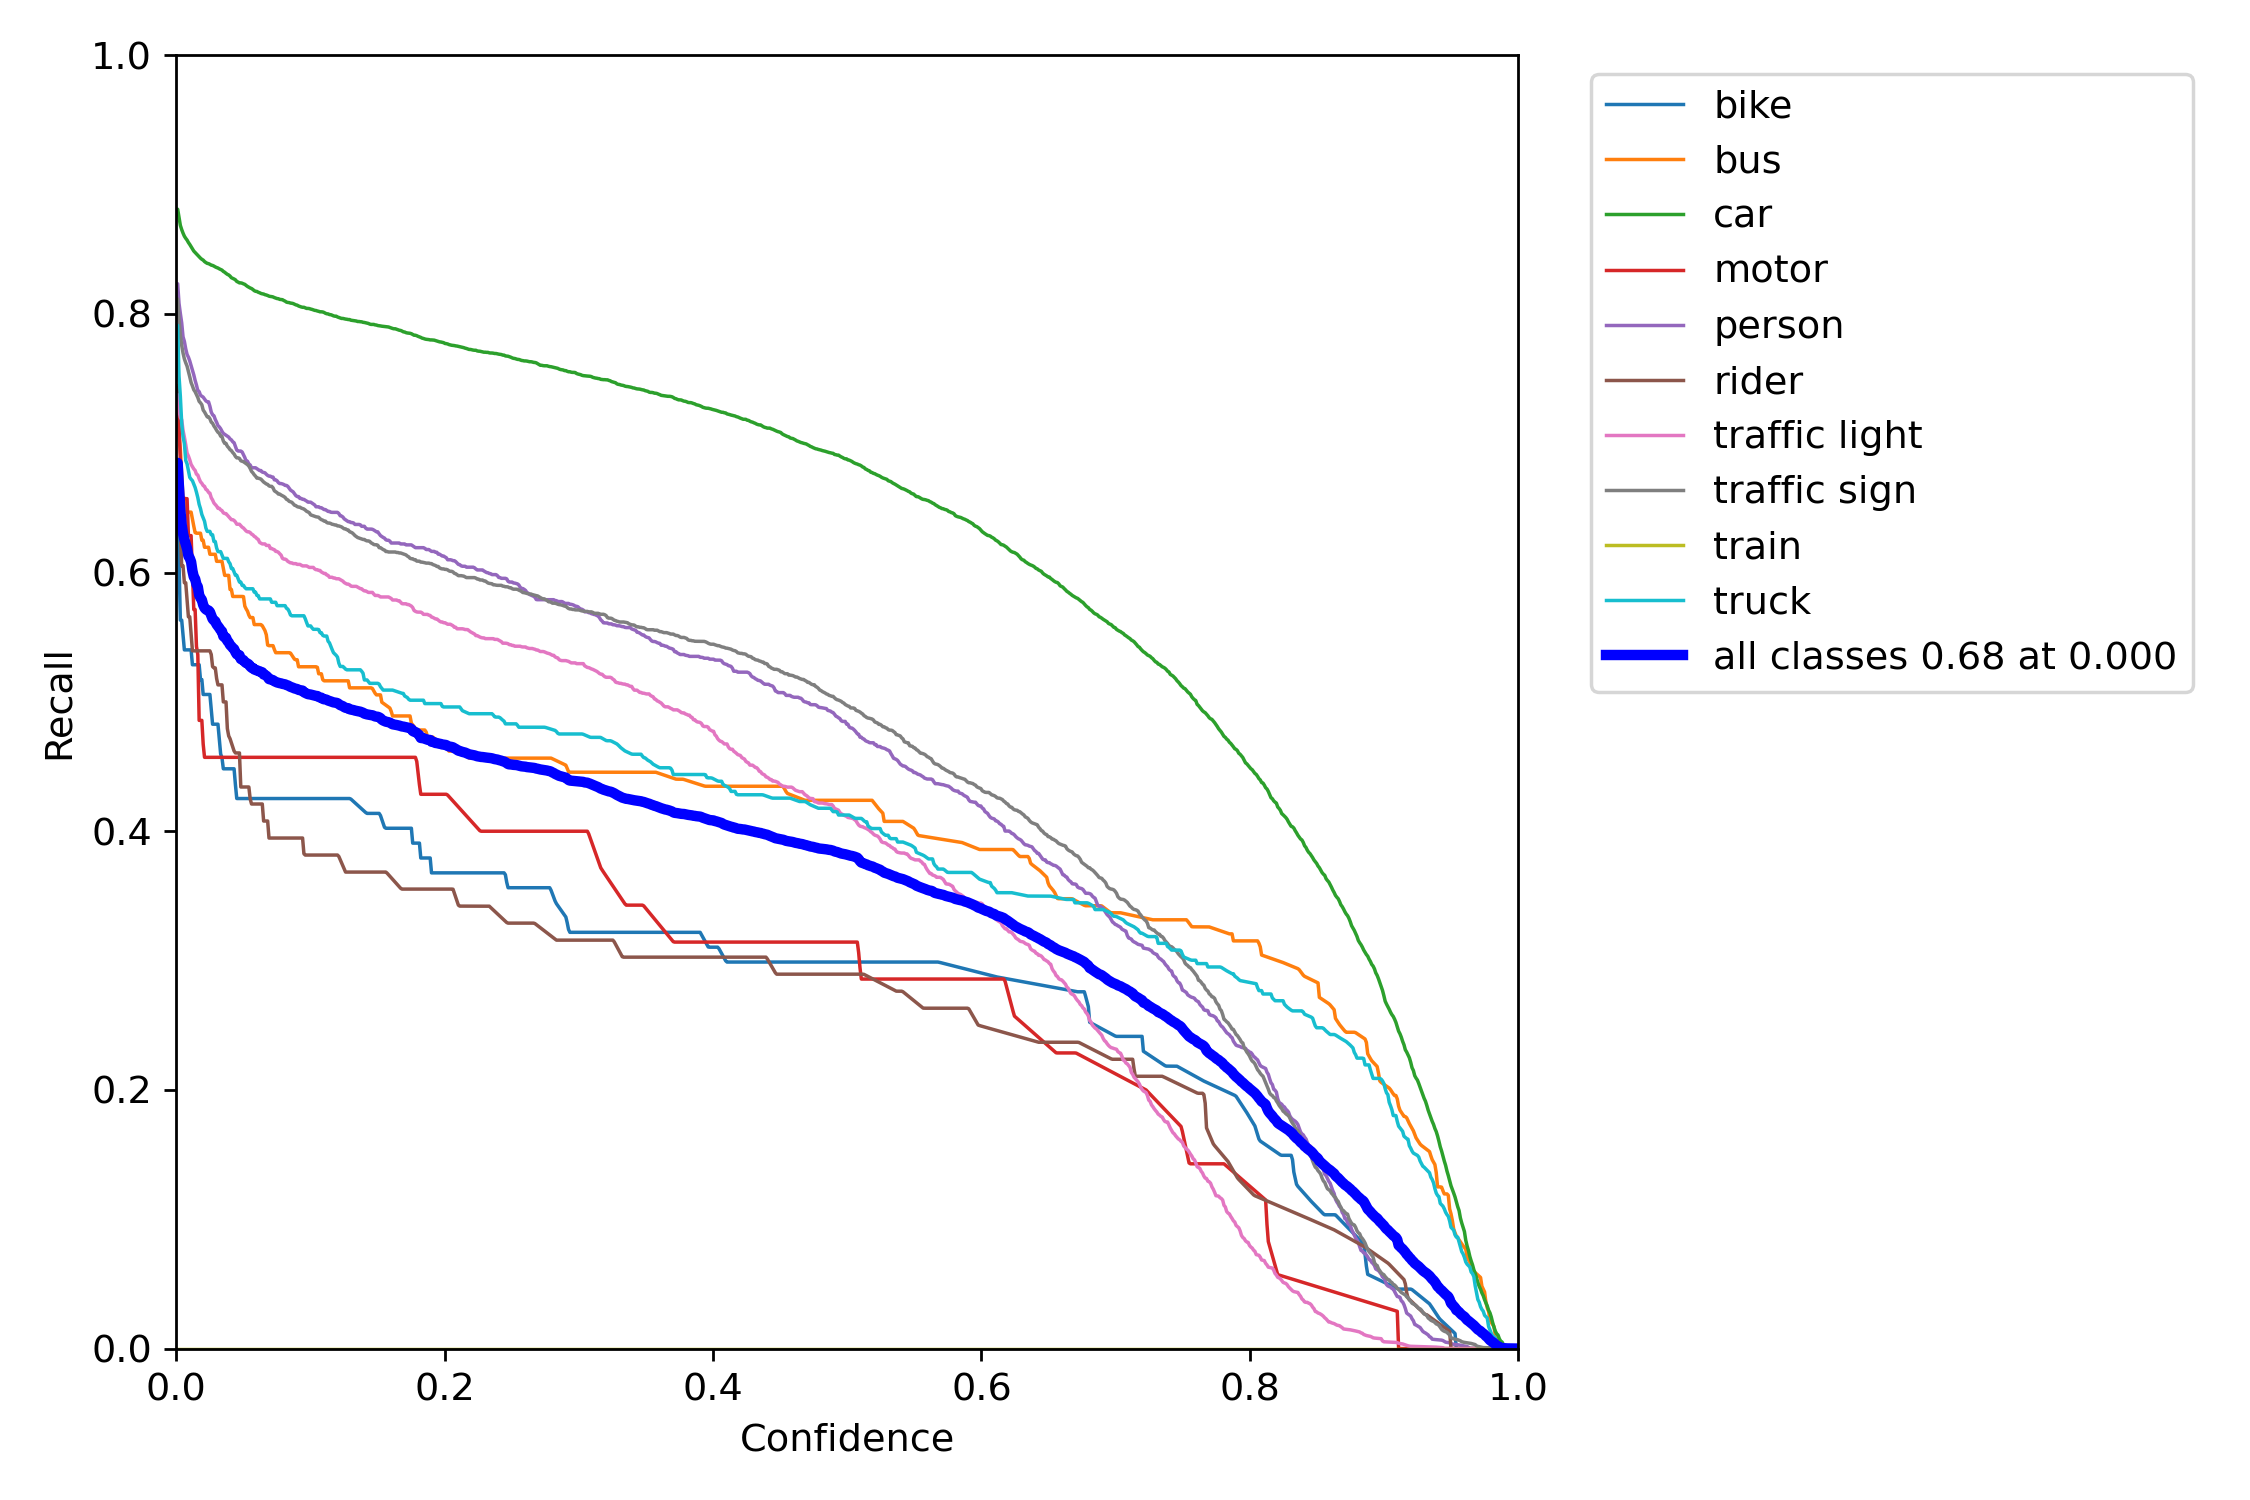 1.0
0.8
0.6
0.4
0.2
0.0
0.0 0.2 0.4 0.6 0.8 1.0
Recall
Confidence
bike
bus
car
motor
person
rider
traffic light
traffic sign
train
truck
all classes 0.68 at 0.000